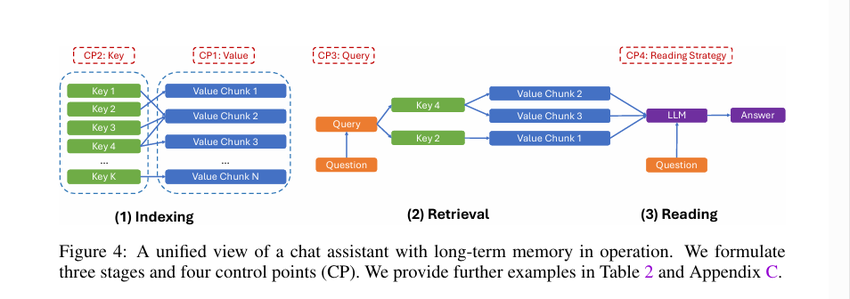 CP2: Key
CP1: Value
CP3: Query
CP4: Reading Strategy
Key 1
Key 2
Key 3
Key 4
...
Key K
Value Chunk 1
Value Chunk 2
Value Chunk 3
...
Value Chunk N
Query
Question
Key 4
Key 2
Value Chunk 2
Value Chunk 3
Value Chunk 1
LLM
Answer
Question
(1) Indexing
(2) Retrieval
(3) Reading
Figure 4: A unified view of a chat assistant with long-term memory in operation. We formulate
three stages and four control points (CP). We provide further examples in Table 2 and Appendix C.